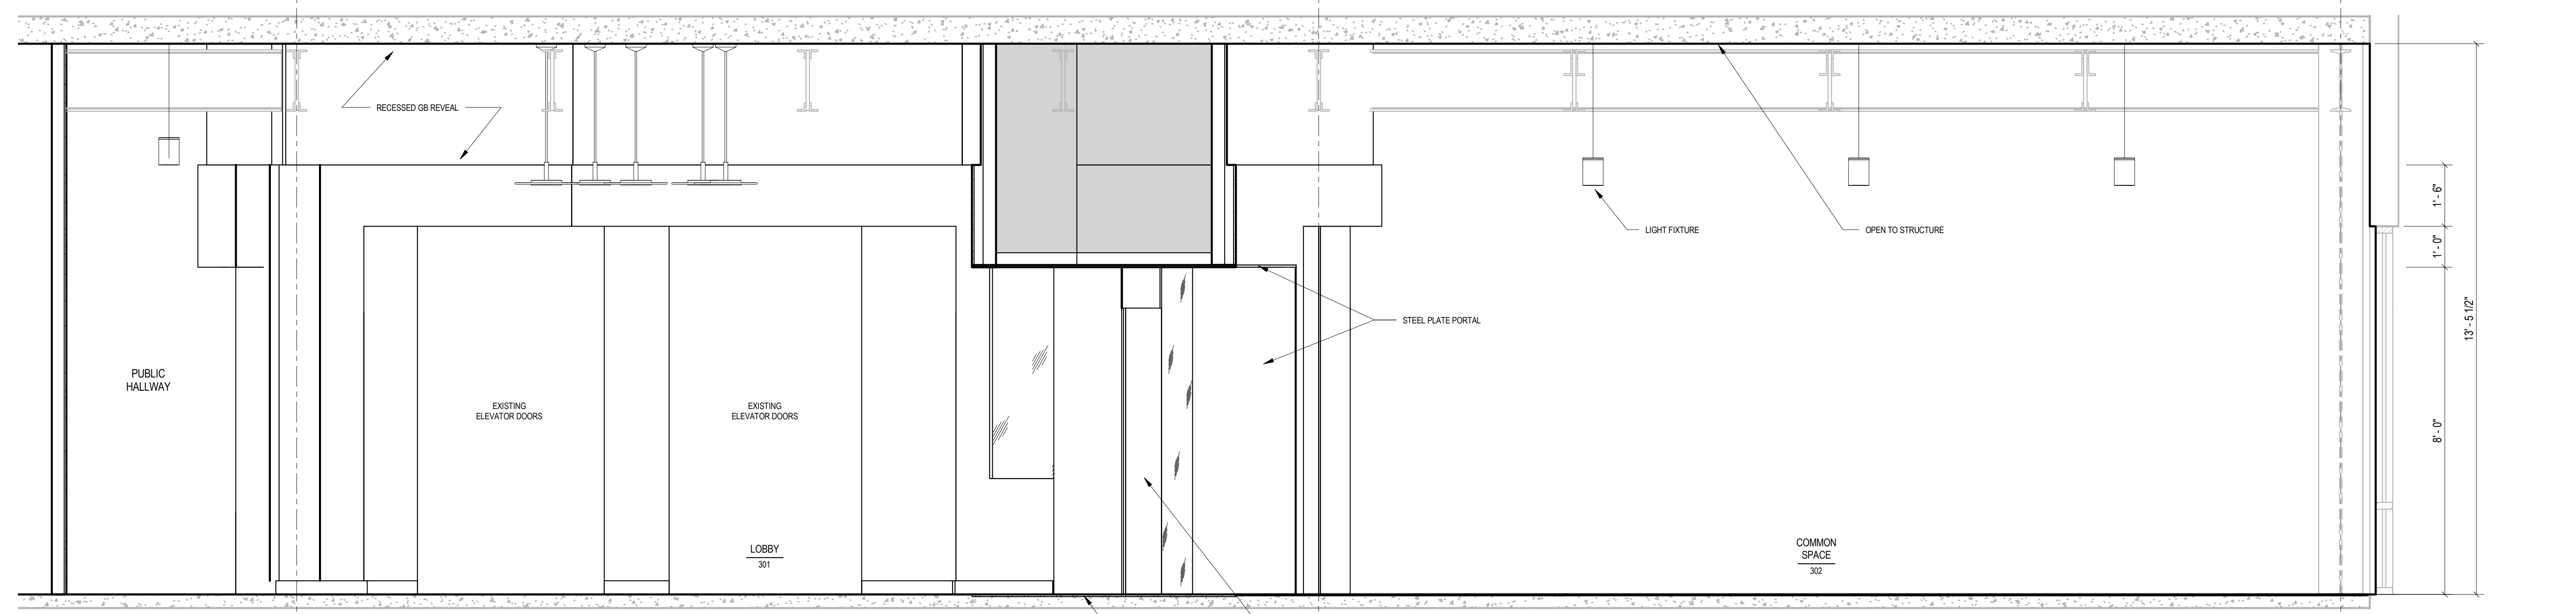 RECESSED GB REVEAL
LIGHT FIXTURE
OPEN TO STRUCTURE
1' - 6"
1' - 0"
13' - 5 1/2"
8' - 0"
STEEL PLATE PORTAL
PUBLIC
HALLWAY
EXISTING
ELEVATOR DOORS
EXISTING
ELEVATOR DOORS
LOBBY
301
COMMON
SPACE
302